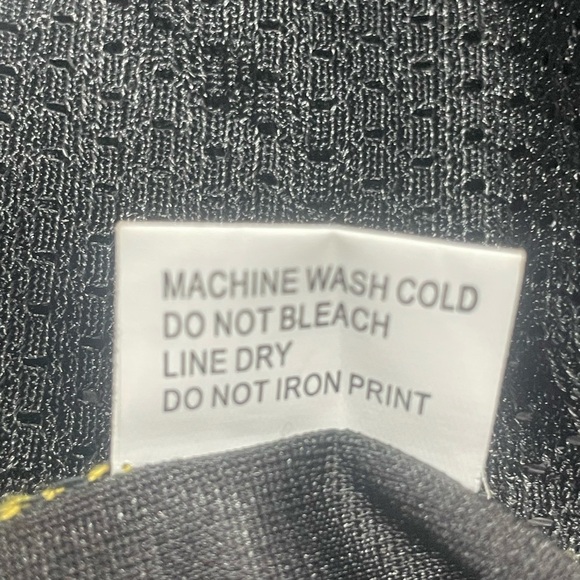 MACHINE WASH COLD
DO NOT BLEACH
LINE DRY
DO NOT IRON PRINT